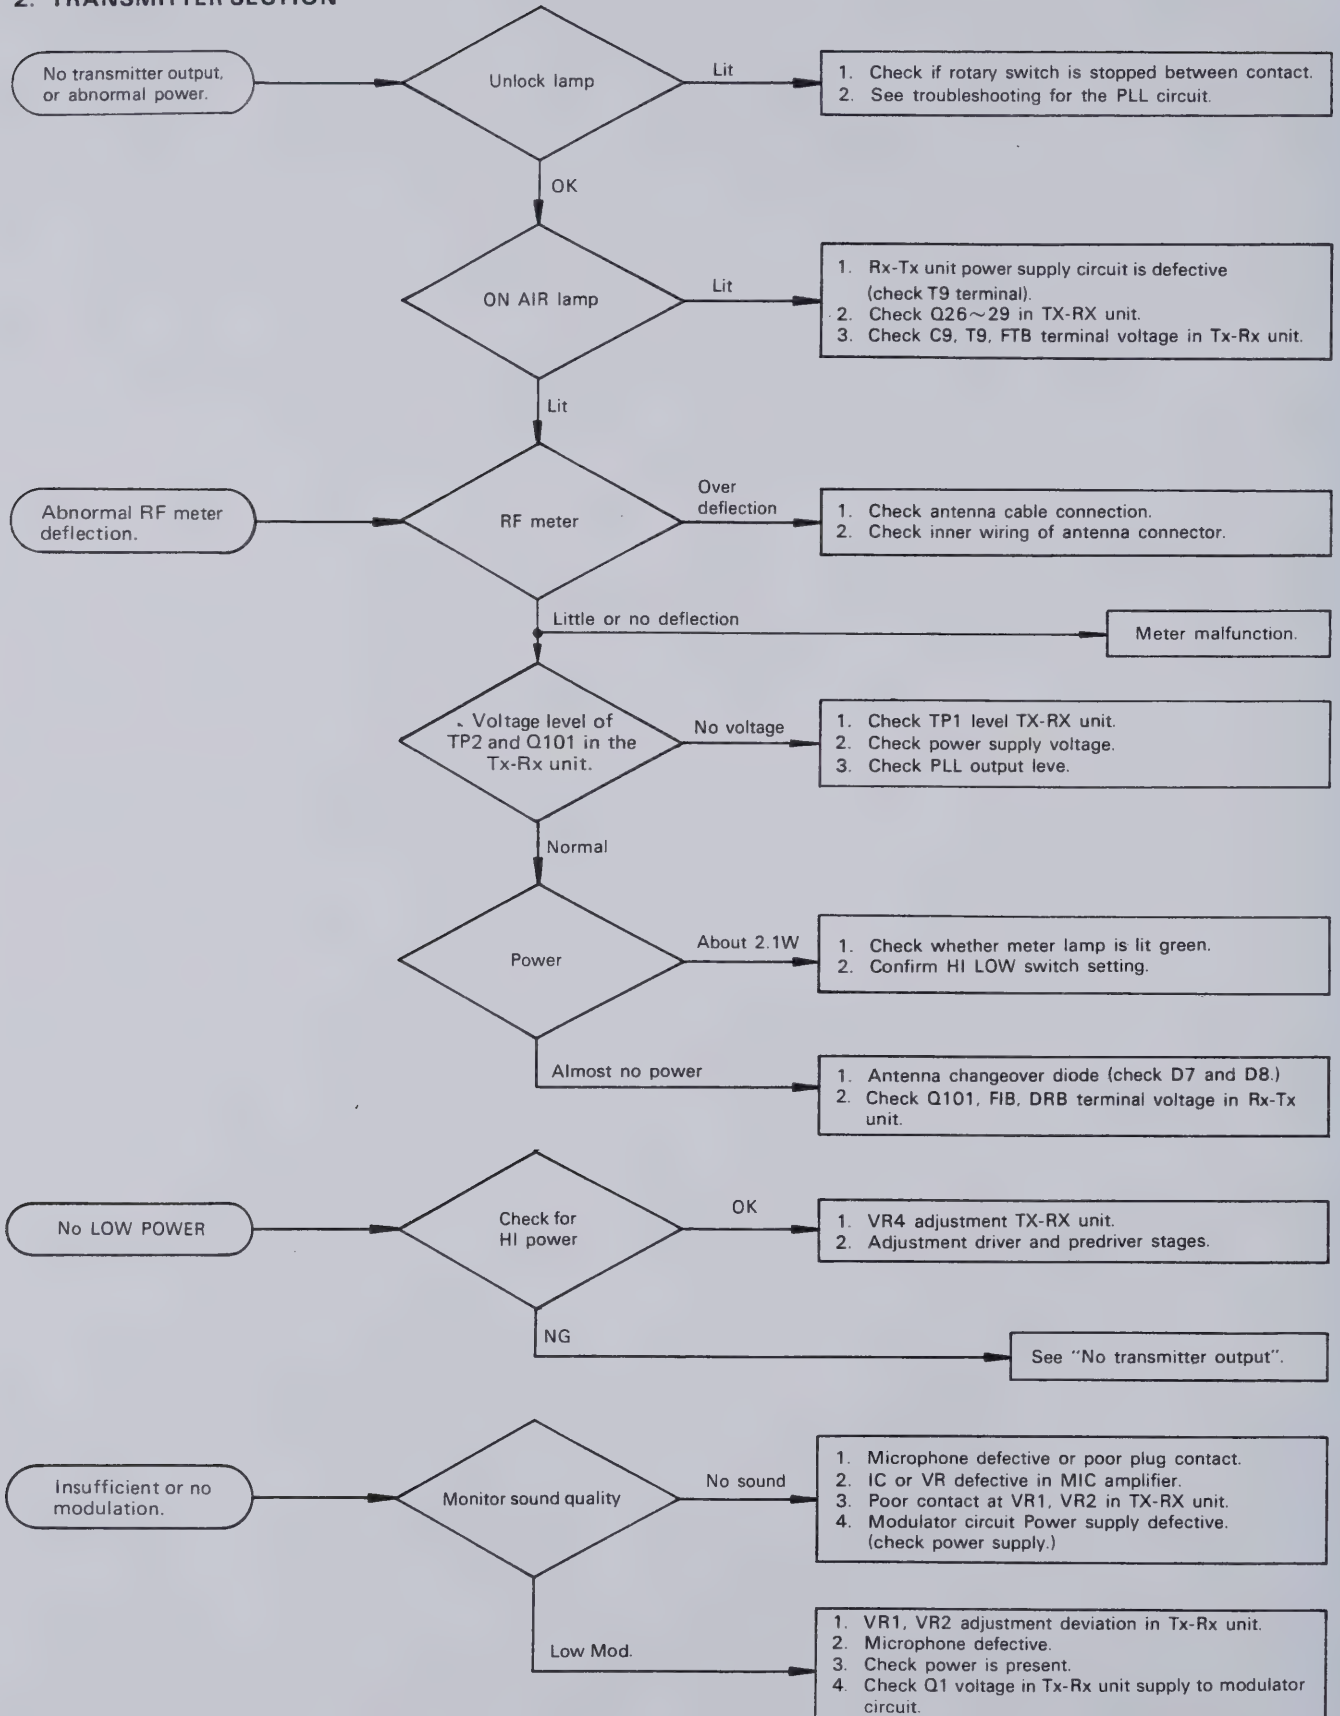 2. TRANSMITTER SECTION
No transmitter output,
or abnormal power.
Unlock lamp
Lit
1. Check if rotary switch is stopped between contact.
2. See troubleshooting for the PLL circuit.
OK
ON AIR lamp
Lit
1. Rx-Tx unit power supply circuit is defective
(check T9 terminal).
2. Check Q26~29 in TX-RX unit.
3. Check C9, T9, FTB terminal voltage in Tx-Rx unit.
Lit
Abnormal RF meter
deflection.
RF meter
Over
deflection
1. Check antenna cable connection.
2. Check inner wiring of antenna connector.
Little or no deflection
Meter malfunction.
Voltage level of
TP2 and Q101 in the
Tx-Rx unit.
No voltage
1. Check TP1 level TX-RX unit.
2. Check power supply voltage.
3. Check PLL output leve.
Normal
Power
About 2.1W
1. Check whether meter lamp is lit green.
2. Confirm HI LOW switch setting.
Almost no power
1. Antenna changeover diode (check D7 and D8.)
2. Check Q101, FIB, DRB terminal voltage in Rx-Tx
unit.
No LOW POWER
Check for
HI power
OK
1. VR4 adjustment TX-RX unit.
2. Adjustment driver and predriver stages.
NG
See "No transmitter output".
Insufficient or no
modulation.
Monitor sound quality
No sound
1. Microphone defective or poor plug contact.
2. IC or VR defective in MIC amplifier.
3. Poor contact at VR1, VR2 in TX-RX unit.
4. Modulator circuit Power supply defective.
(check power supply.)
Low Mod.
1. VR1, VR2 adjustment deviation in Tx-Rx unit.
2. Microphone defective.
3. Check power is present.
4. Check Q1 voltage in Tx-Rx unit supply to modulator
circuit.